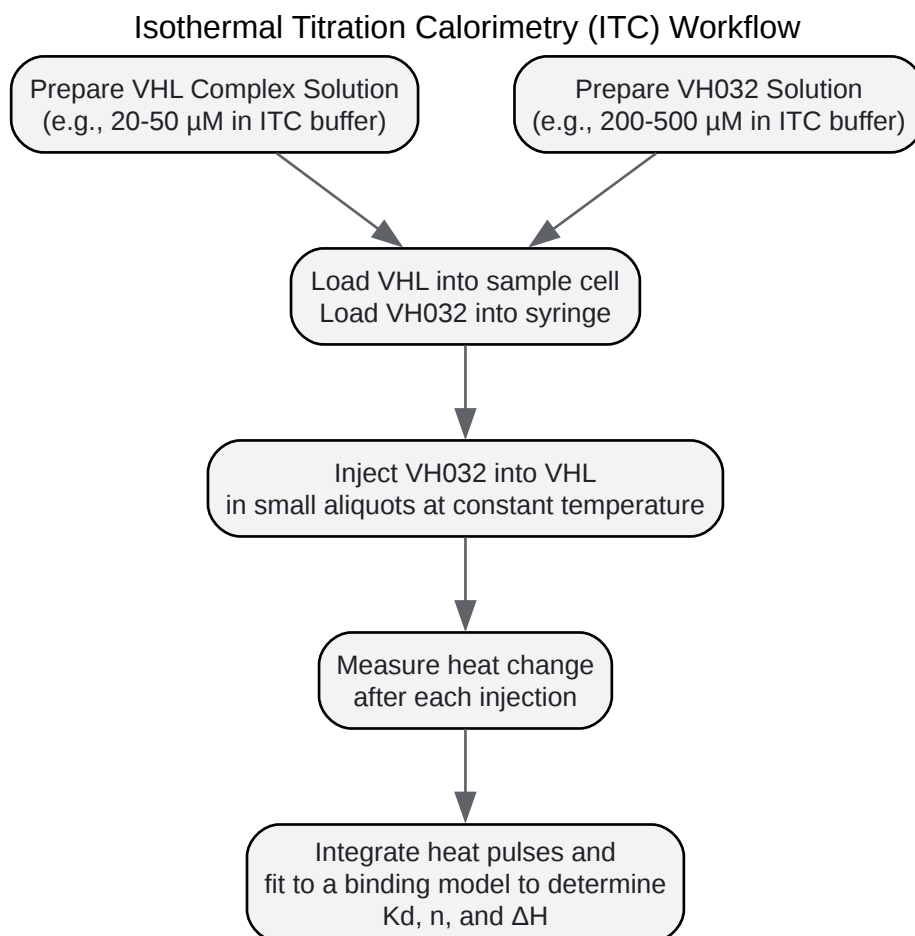 Isothermal Titration Calorimetry (ITC) Workflow
Prepare VHL Complex Solution
(e.g., 20-50 µM in ITC buffer)
Prepare VH032 Solution
(e.g., 200-500 µM in ITC buffer)
Load VHL into sample cell
Load VH032 into syringe
Inject VH032 into VHL
in small aliquots at constant temperature
Measure heat change
after each injection
Integrate heat pulses and
fit to a binding model to determine
Kd, n, and ΔH